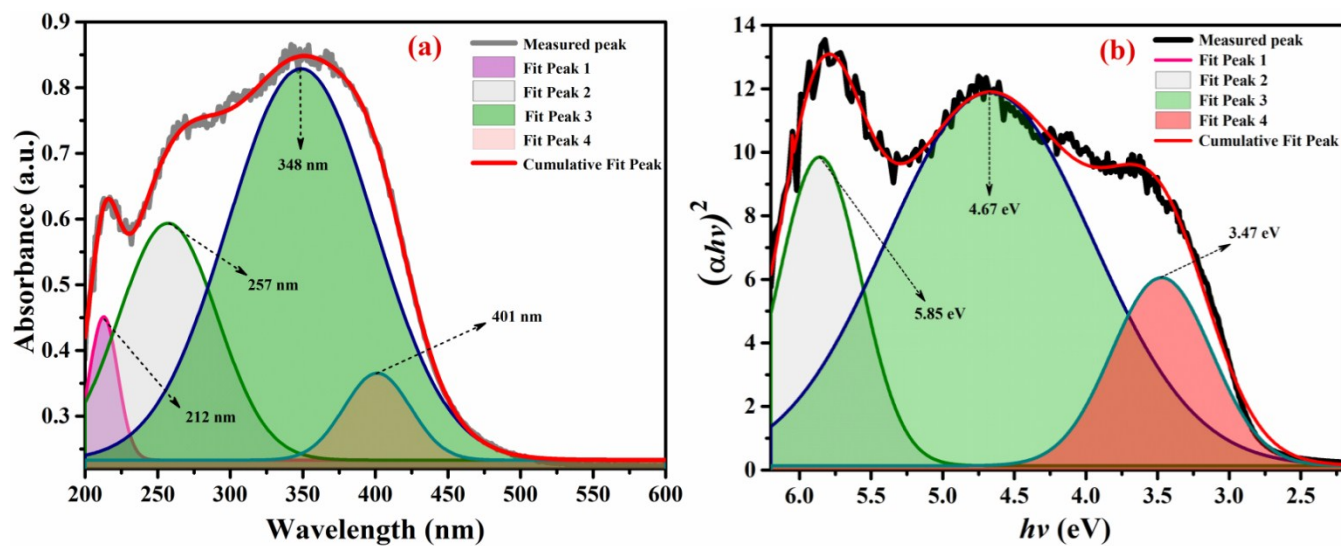 (a)
Measured peak
Fit Peak 1
Fit Peak 2
Fit Peak 3
Fit Peak 4
Cumulative Fit Peak
348 nm
257 nm
401 nm
212 nm
0.9
0.8
0.7
0.6
0.5
0.4
0.3
Absorbance (a.u.)
200 250 300 350 400 450 500 550 600
Wavelength (nm)
(b)
Measured peak
Fit Peak 1
Fit Peak 2
Fit Peak 3
Fit Peak 4
Cumulative Fit Peak
4.67 eV
3.47 eV
5.85 eV
14
12
10
8
6
4
2
0
(αhν)²
6.0 5.5 5.0 4.5 4.0 3.5 3.0 2.5
hν (eV)